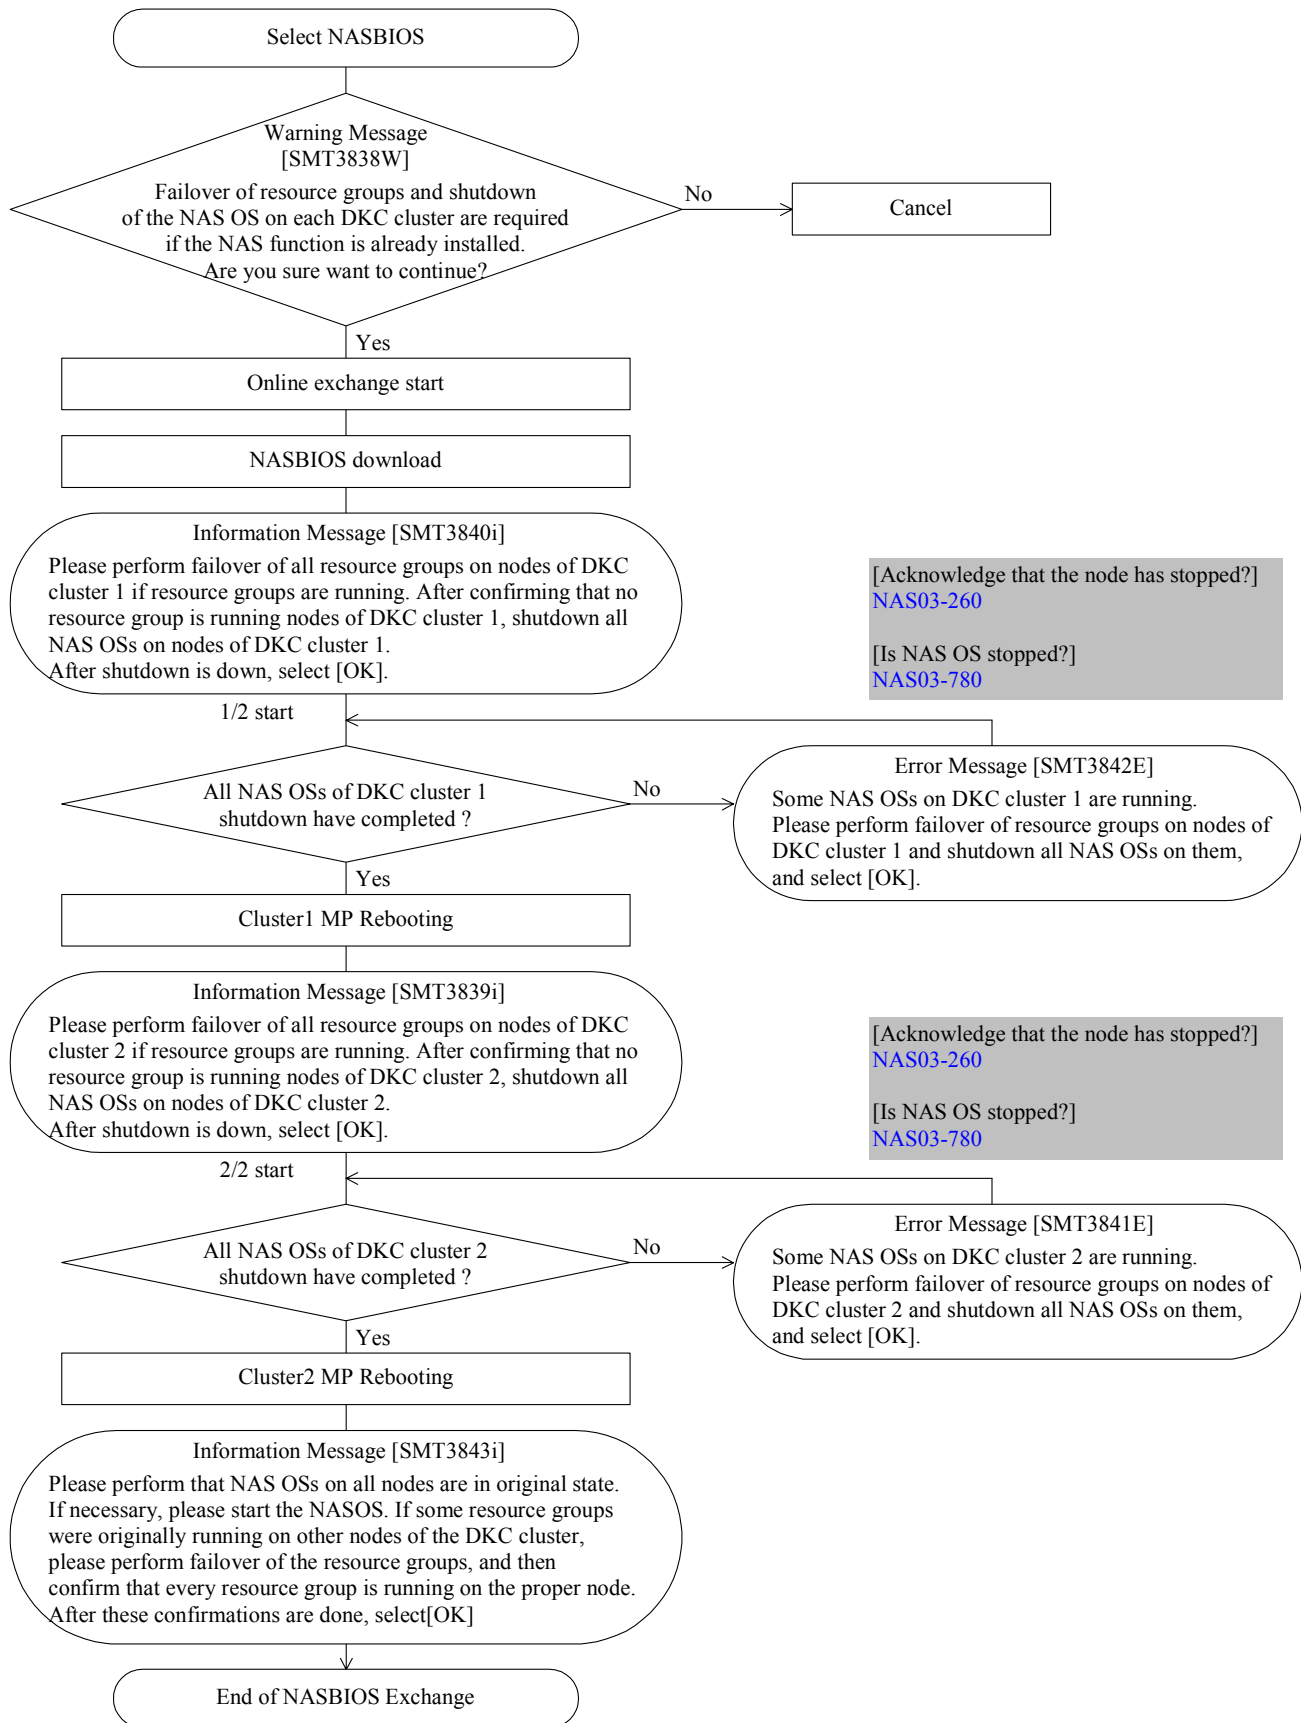 Select NASBIOS
Warning Message
[SMT3838W]
Failover of resource groups and shutdown
of the NAS OS on each DKC cluster are required
if the NAS function is already installed.
Are you sure want to continue?
No
Cancel
Yes
Online exchange start
NASBIOS download
Information Message [SMT3840i]
Please perform failover of all resource groups on nodes of DKC
cluster 1 if resource groups are running. After confirming that no
resource group is running nodes of DKC cluster 1, shutdown all
NAS OSs on nodes of DKC cluster 1.
After shutdown is down, select [OK].
[Acknowledge that the node has stopped?]
NAS03-260
[Is NAS OS stopped?]
NAS03-780
1/2 start
All NAS OSs of DKC cluster 1
shutdown have completed ?
No
Error Message [SMT3842E]
Some NAS OSs on DKC cluster 1 are running.
Please perform failover of resource groups on nodes of
DKC cluster 1 and shutdown all NAS OSs on them,
and select [OK].
Yes
Cluster1 MP Rebooting
Information Message [SMT3839i]
Please perform failover of all resource groups on nodes of DKC
cluster 2 if resource groups are running. After confirming that no
resource group is running nodes of DKC cluster 2, shutdown all
NAS OSs on nodes of DKC cluster 2.
After shutdown is down, select [OK].
[Acknowledge that the node has stopped?]
NAS03-260
[Is NAS OS stopped?]
NAS03-780
2/2 start
All NAS OSs of DKC cluster 2
shutdown have completed ?
No
Error Message [SMT3841E]
Some NAS OSs on DKC cluster 2 are running.
Please perform failover of resource groups on nodes of
DKC cluster 2 and shutdown all NAS OSs on them,
and select [OK].
Yes
Cluster2 MP Rebooting
Information Message [SMT3843i]
Please perform that NAS OSs on all nodes are in original state.
If necessary, please start the NASOS. If some resource groups
were originally running on other nodes of the DKC cluster,
please perform failover of the resource groups, and then
confirm that every resource group is running on the proper node.
After these confirmations are done, select[OK]
End of NASBIOS Exchange